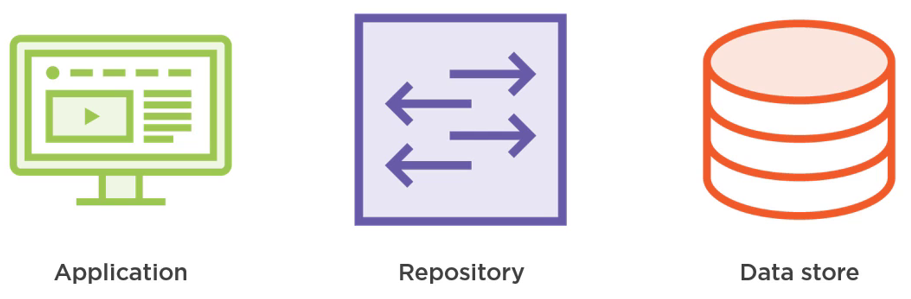 Application
Repository
Data store